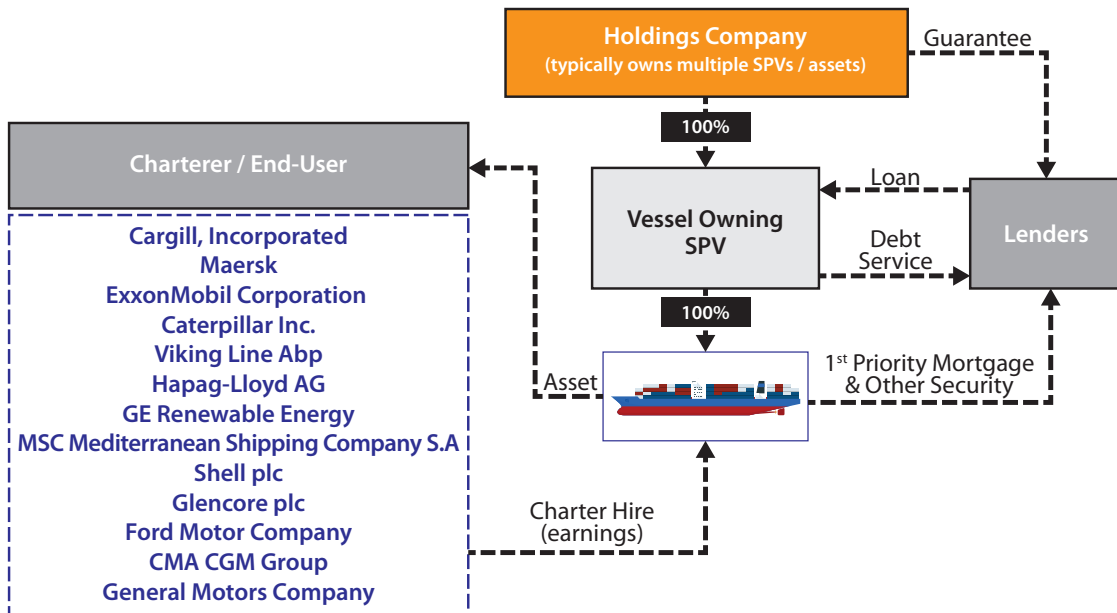 Holdings Company
(typically owns multiple SPVs / assets)
Guarantee
100%
Charterer / End-User
Vessel Owning
SPV
Loan
Lenders
Debt
Service
100%
Cargill, Incorporated
Maersk
ExxonMobil Corporation
Caterpillar Inc.
Viking Line Abp
Hapag-Lloyd AG
GE Renewable Energy
MSC Mediterranean Shipping Company S.A
Shell plc
Glencore plc
Ford Motor Company
CMA CGM Group
General Motors Company
Asset
1st Priority Mortgage
& Other Security
Charter Hire
(earnings)